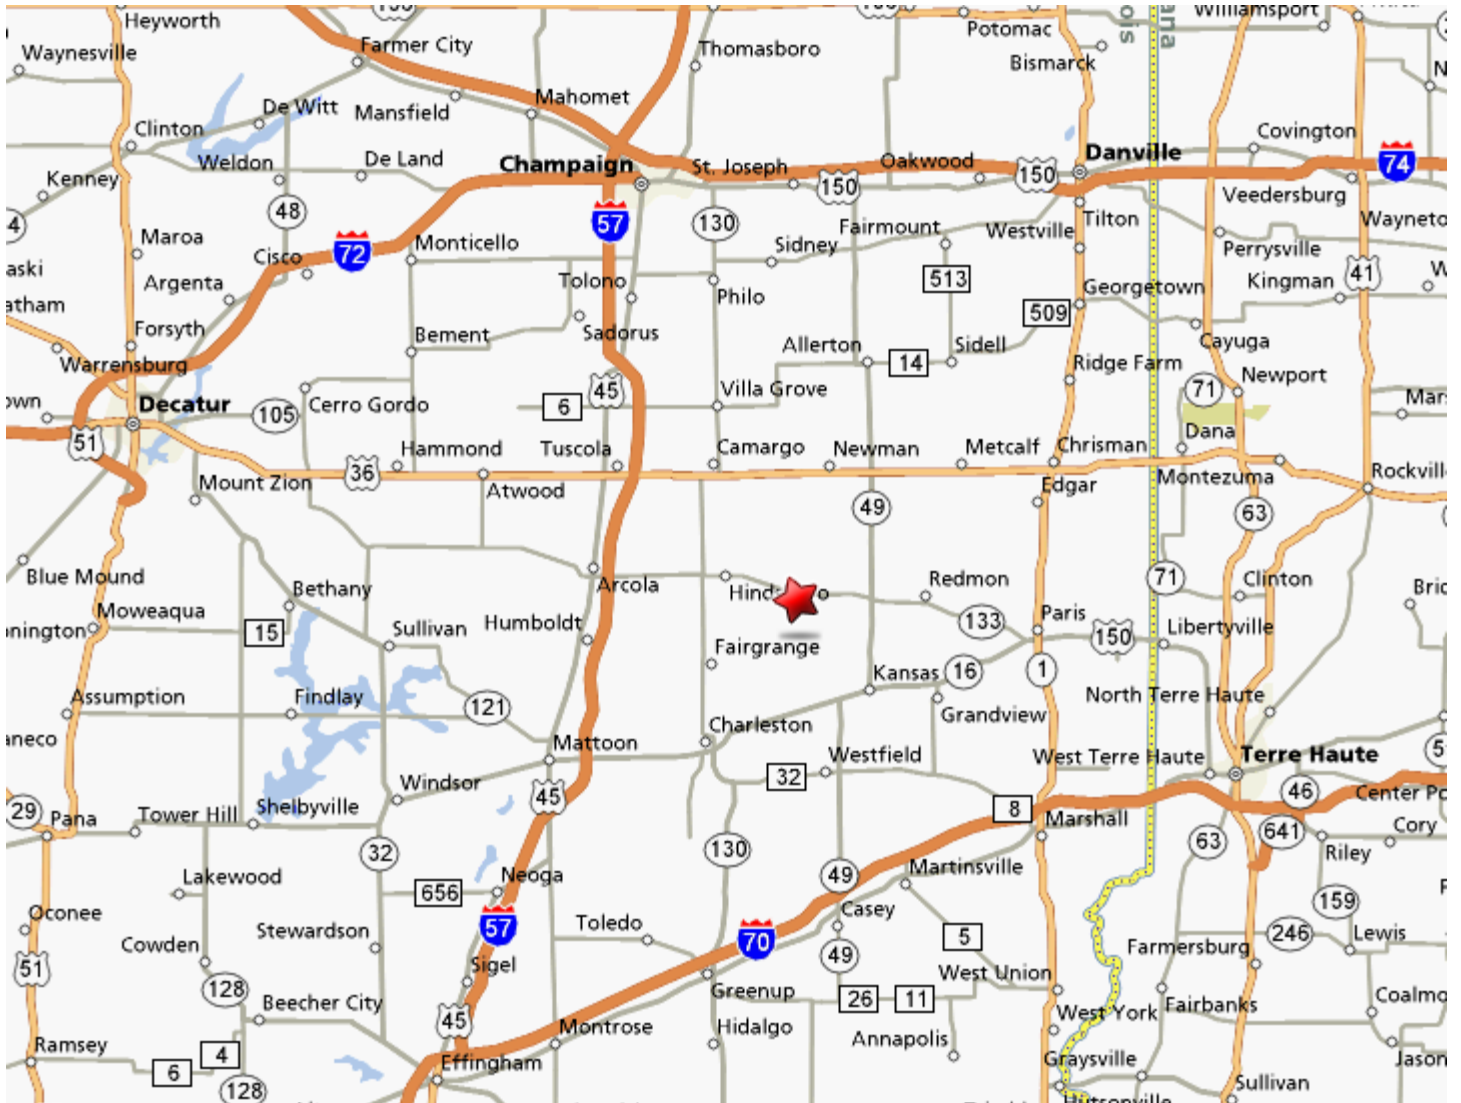 Heyworth
Potomac
Williamsport
Waynesville
Farmer City
Thomasboro
Bismarck
De Witt
Mansfield
Mahomet
Clinton
Covington
Weldon
De Land
Champaign
St. Joseph
Oakwood
Danville
74
Kenney
150
150
Veedersburg
48
57
130
Tilton
4
Maroa
72
Monticello
Fairmount
Westville
Cisco
Sidney
Perrysville
Argenta
Tolono
513
Kingman
41
Philo
Georgetown
Forsyth
Bement
Sadorus
509
Allerton
14
Sidell
Cayuga
Warrensburg
Ridge Farm
Newport
Decatur
105
Cerro Gordo
6
45
Villa Grove
71
51
Hammond
Tuscola
Camargo
Newman
Metcalf
Chrisman
Dana
36
Mount Zion
Atwood
Edgar
Montezuma
49
63
Blue Mound
Bethany
Arcola
Redmon
71
Clinton
Moweaqua
15
Sullivan
Humboldt
133
Paris
150
Libertyville
Fairgrange
Kansas
16
1
Assumption
Findlay
121
Grandview
North Terre Haute
Charleston
Mattoon
Westfield
West Terre Haute
Terre Haute
Windsor
45
32
46
29
Pana
Tower Hill
Shelbyville
8
Marshall
Cory
32
130
63
641
Riley
Lakewood
656
Neoga
49
Martinsville
159
Oconee
57
Toledo
70
Casey
5
246
Lewis
Cowden
Stewardson
Farmersburg
51
Sigel
49
West Union
128
Beecher City
45
Greenup
26
11
West York
Fairbanks
Montrose
Hidalgo
Annapolis
Ramsey
4
6
Effingham
Graysville
128
Sullivan
Hutsonville